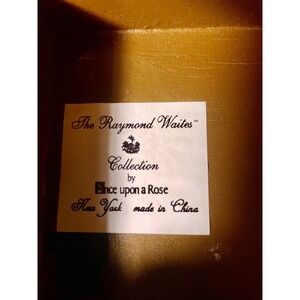 The Raymond Waites™
Collection
by
Once upon a Rose
New York made in China